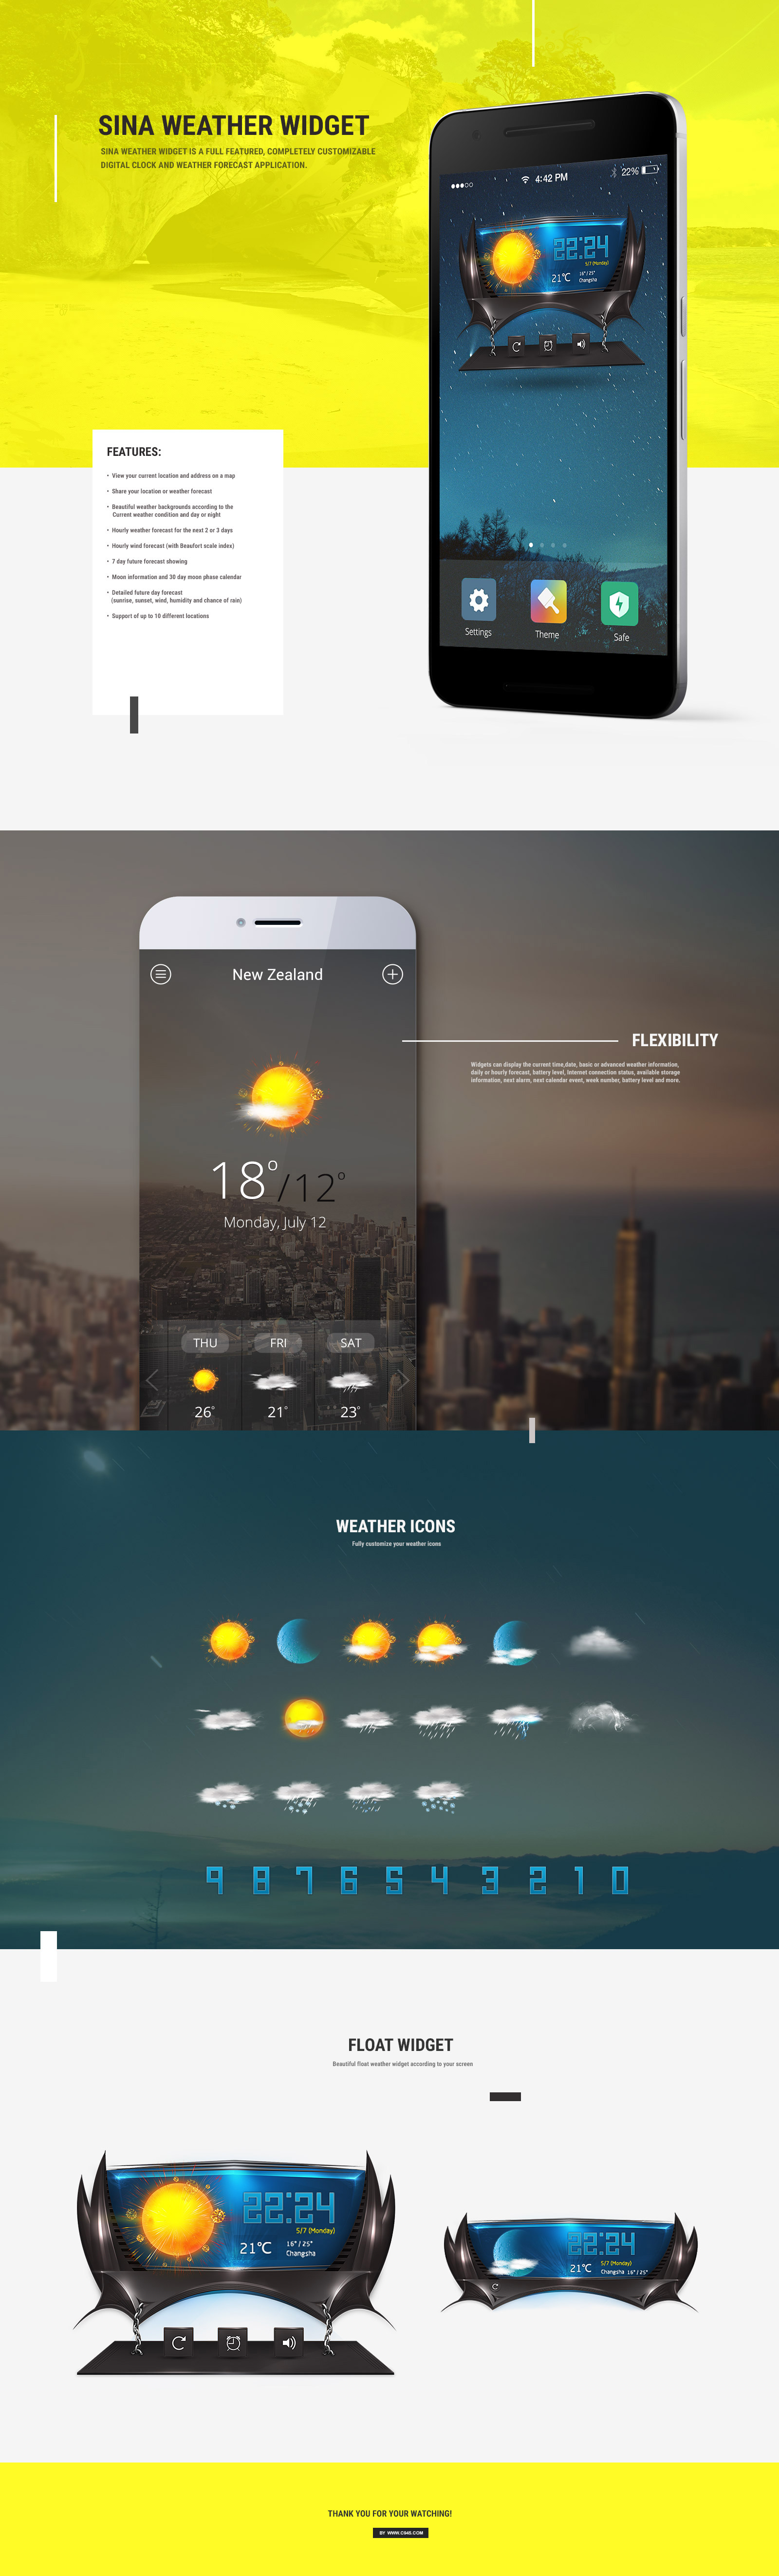 SINA WEATHER WIDGET
SINA WEATHER WIDGET IS A FULL FEATURED, COMPLETELY CUSTOMIZABLE
DIGITAL CLOCK AND WEATHER FORECAST APPLICATION.
4:42 PM
22%
22:24
5/7 (Monday)
21°C
16°/ 25°
Changsha
Settings
Theme
Safe
FEATURES:
• View your current location and address on a map
• Share your location or weather forecast
• Beautiful weather backgrounds according to the
Current weather condition and day or night
• Hourly weather forecast for the next 2 or 3 days
• Hourly wind forecast (with Beaufort scale index)
• 7 day future forecast showing
• Moon information and 30 day moon phase calendar
• Detailed future day forecast
(sunrise, sunset, wind, humidity and chance of rain)
• Support of up to 10 different locations
New Zealand
FLEXIBILITY
Widgets can display the current time,date, basic or advanced weather information,
daily or hourly forecast, battery level, Internet connection status, available storage
information, next alarm, next calendar event, week number, battery level and more.
18°/12°
Monday, July 12
THU FRI SAT
26° 21° 23°
WEATHER ICONS
Fully customize your weather icons
9 8 7 6 5 4 3 2 1 0
FLOAT WIDGET
Beautiful float weather widget according to your screen
22:24
5/7 (Monday)
21°C
16°/ 25°
Changsha
22:24
5/7 (Monday)
21°C
Changsha 16°/ 25°
THANK YOU FOR YOUR WATCHING!
BY WWW.C945.COM